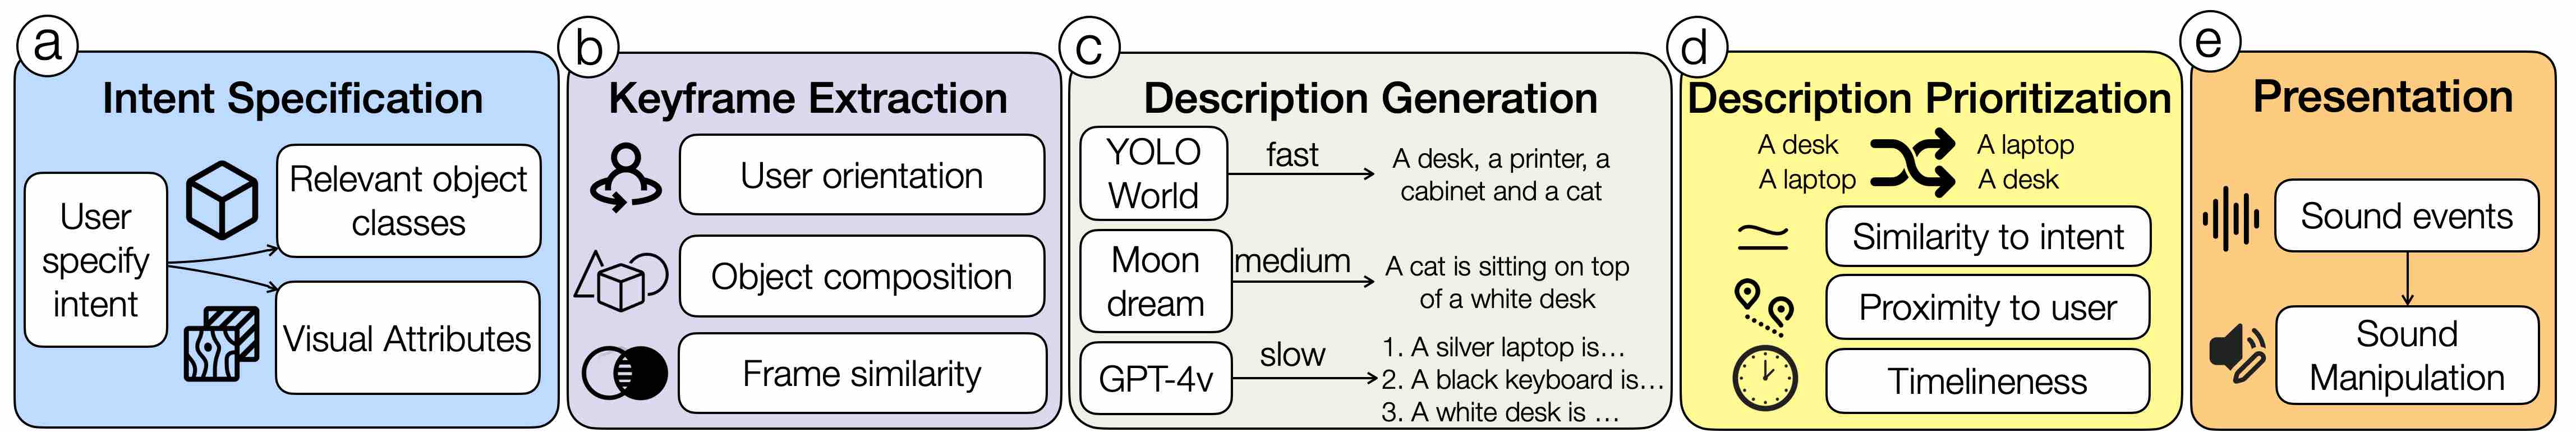 a
Intent Specification
User
specify
intent
Relevant object
classes
Visual Attributes
b
Keyframe Extraction
User orientation
Object composition
Frame similarity
c
Description Generation
YOLO
World
fast
A desk, a printer, a
cabinet and a cat
Moon
dream
medium
A cat is sitting on top
of a white desk
GPT-4v
slow
1. A silver laptop is...
2. A black keyboard is...
3. A white desk is ...
d
Description Prioritization
A desk
A laptop
A laptop
A desk
Similarity to intent
Proximity to user
Timelineness
e
Presentation
Sound events
Sound
Manipulation